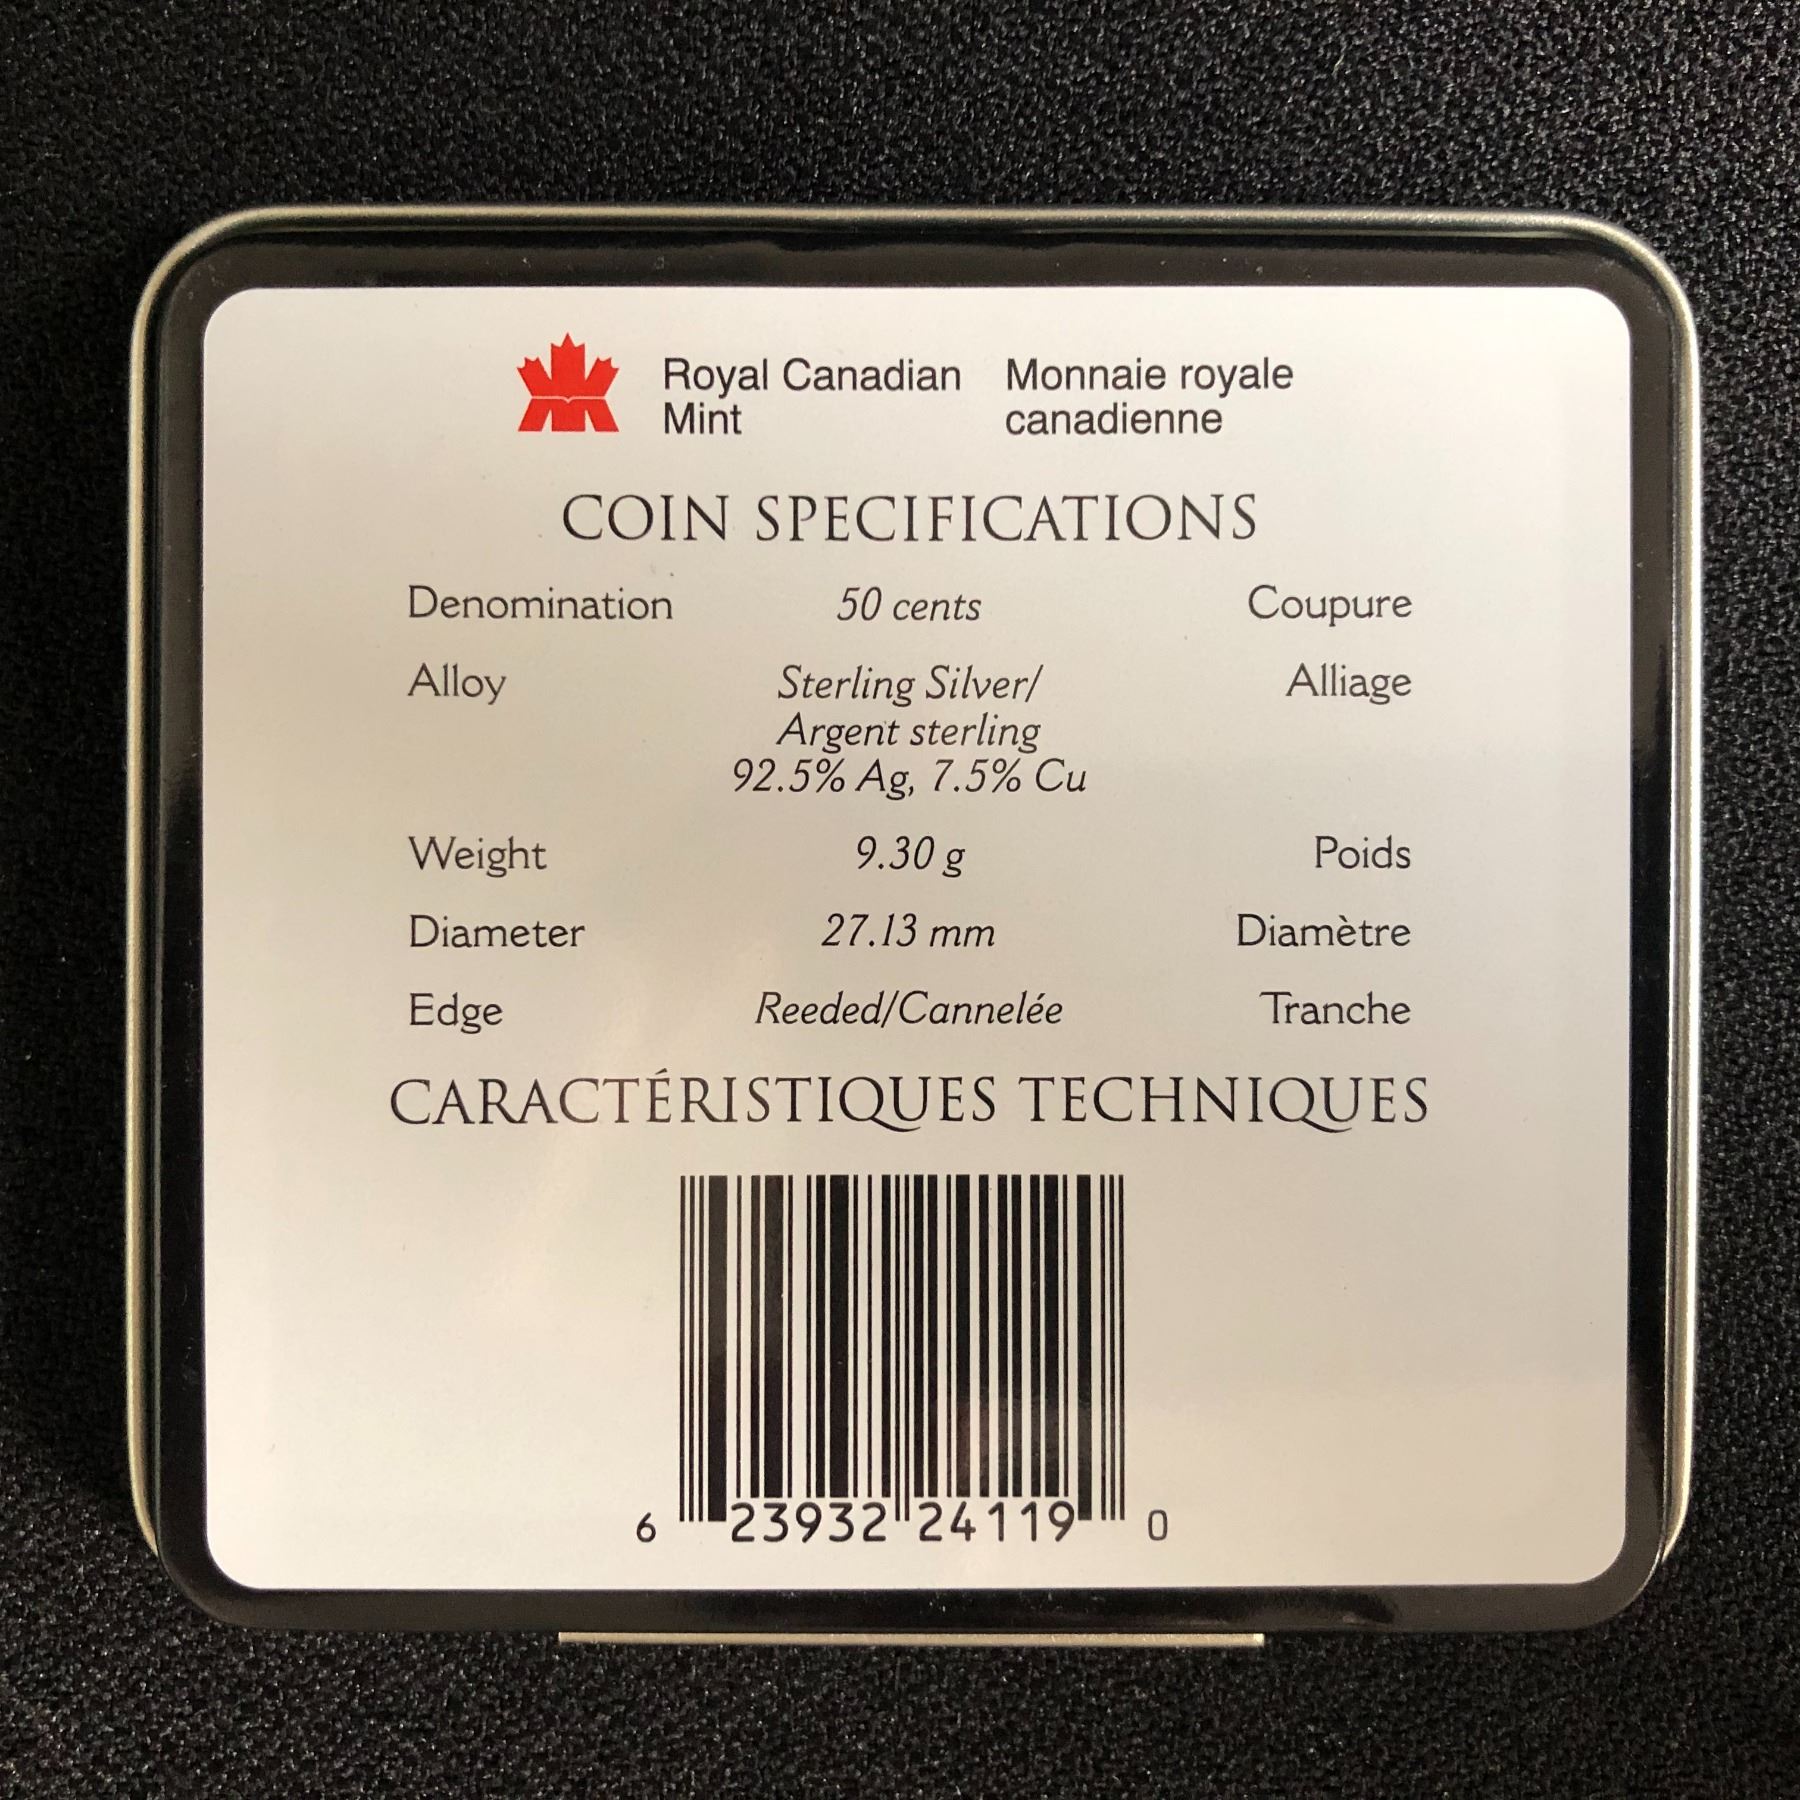 Royal Canadian Mint
Monnaie royale canadienne
COIN SPECIFICATIONS
Denomination 50 cents Coupure
Alloy Sterling Silver/ Alliage
Argent sterling
92.5% Ag, 7.5% Cu
Weight 9.30 g Poids
Diameter 27.13 mm Diamètre
Edge Reeded/Cannelée Tranche
CARACTÉRISTIQUES TECHNIQUES
6 23932 24119 0